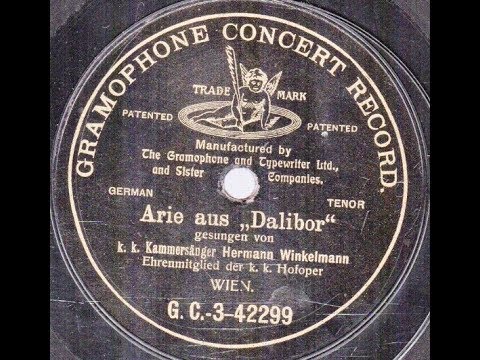 GRAMOPHONE CONCERT RECORD.
TRADE MARK
PATENTED PATENTED
Manufactured by
The Gramophone and Typewriter Ltd.,
and Sister Companies.
GERMAN TENOR
Arie aus „Dalibor“
gesungen von
k. k. Kammersänger Hermann Winkelmann
Ehrenmitglied der k. k. Hofoper
WIEN.
G. C.-3-42299